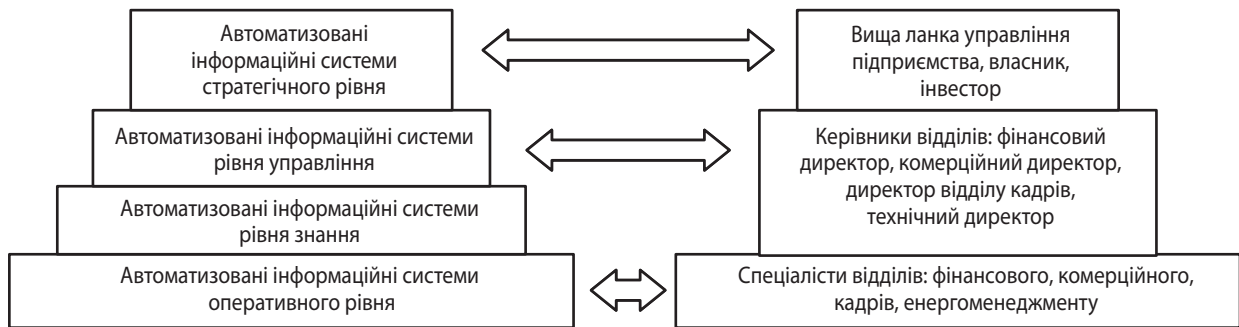 Автоматизовані
інформаційні системи
стратегічного рівня
Вища ланка управління
підприємства, власник,
інвестор
Автоматизовані інформаційні системи
рівня управління
Керівники відділів: фінансовий
директор, комерційний директор,
директор відділу кадрів,
технічний директор
Автоматизовані інформаційні системи
рівня знання
Автоматизовані інформаційні системи
оперативного рівня
Спеціалісти відділів: фінансового, комерційного,
кадрів, енергоменеджменту